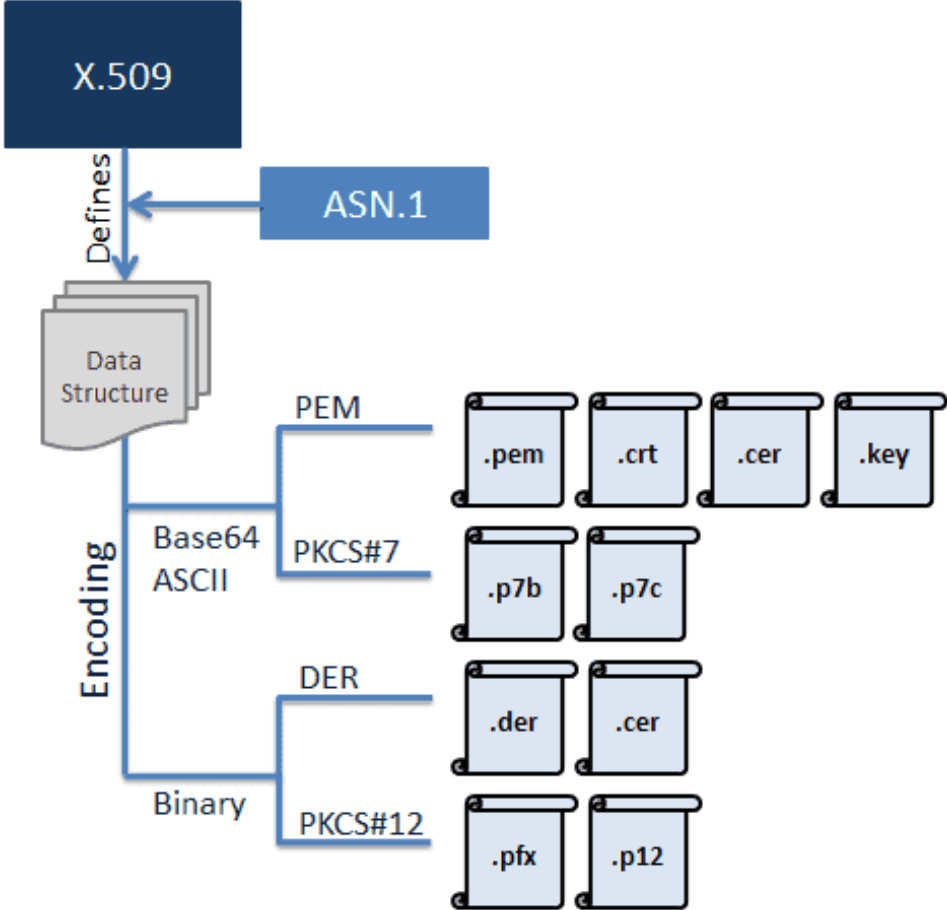 X.509
Defines
ASN.1
Data
Structure
Encoding
Base64
ASCII
PEM
.pem
.crt
.cer
.key
PKCS#7
.p7b
.p7c
Binary
DER
.der
.cer
PKCS#12
.pfx
.p12